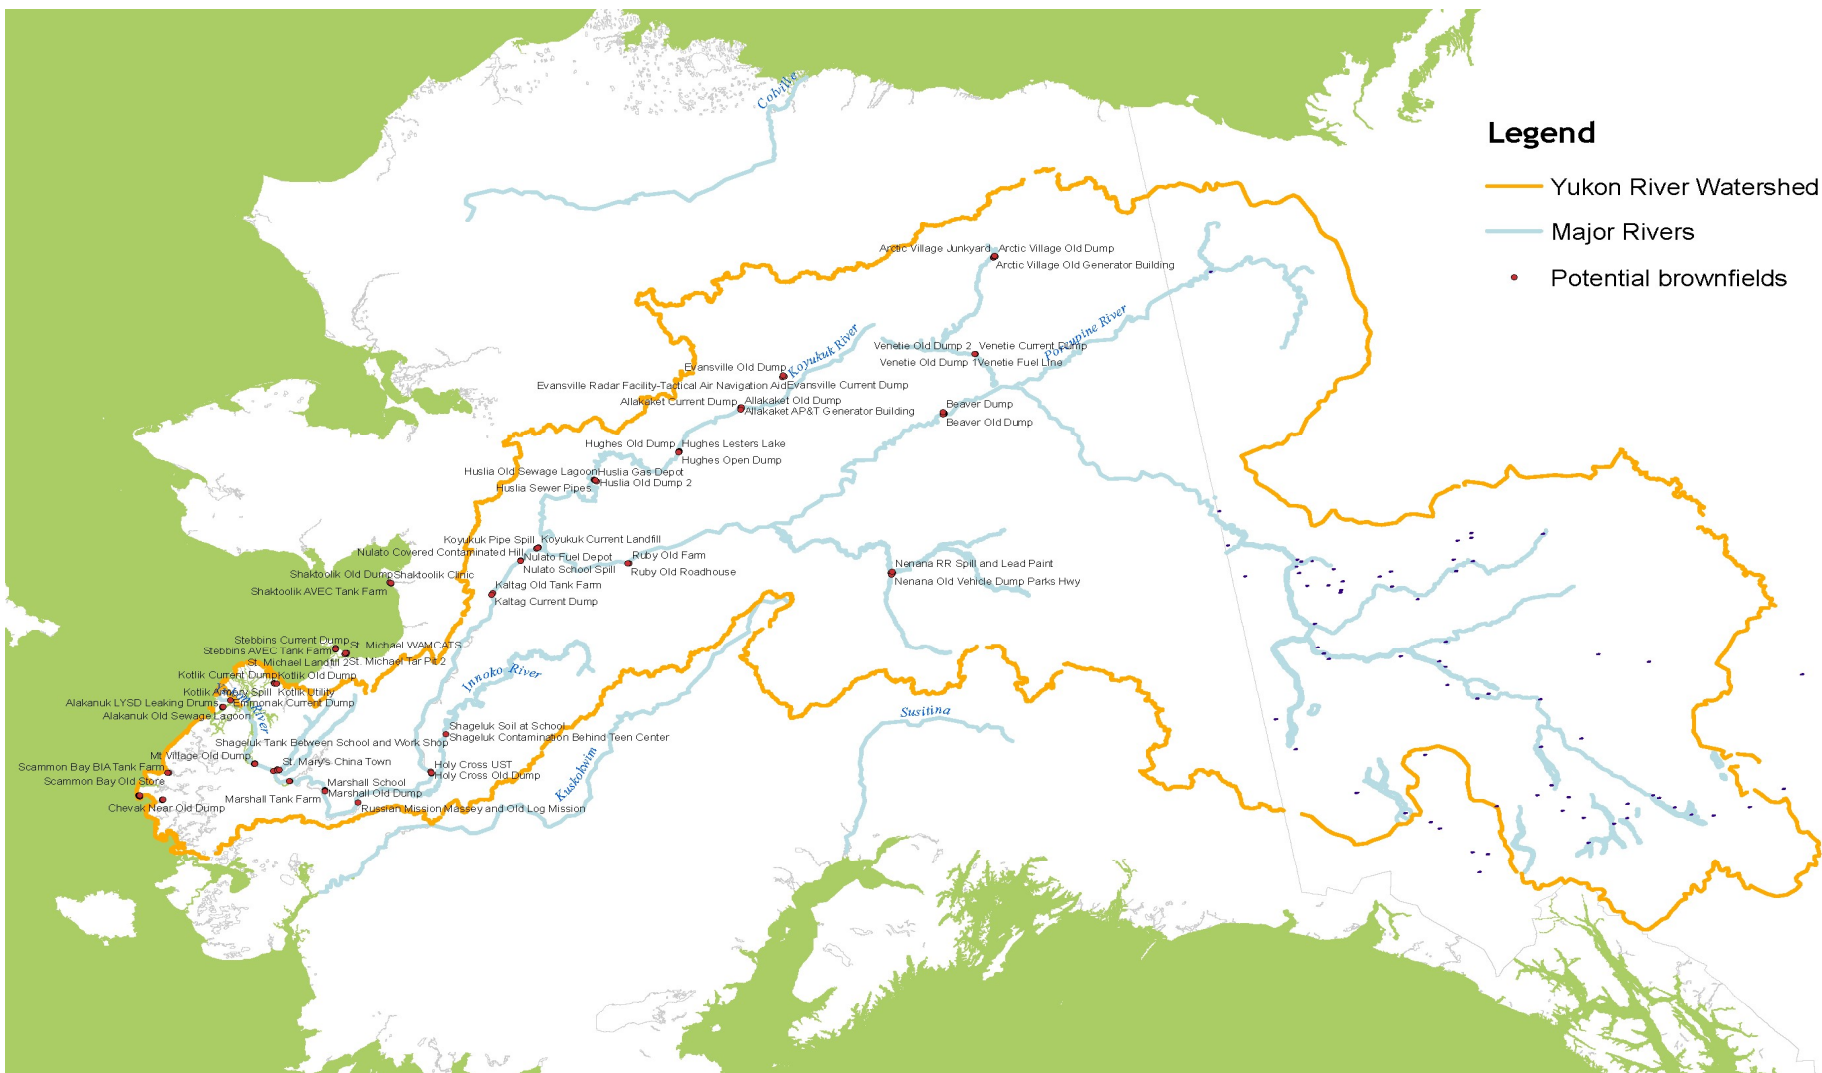 Colville
Legend
Yukon River Watershed
Major Rivers
Potential brownfields
Arctic Village Junkyard
Arctic Village Old Dump
Arctic Village Old Generator Building
Porcupine River
Koyukuk River
Venetie Old Dump 2
Venetie Current Dump
Venetie Old Dump 1
Venetie Fuel Line
Evansville Old Dump
Evansville Radar Facility-Tactical Air Navigation Aid
Evansville Current Dump
Allakaket Current Dump
Allakaket Old Dump
Allakaket AP&T Generator Building
Beaver Dump
Beaver Old Dump
Hughes Old Dump
Hughes Lesters Lake
Hughes Open Dump
Huslia Old Sewage Lagoon
Huslia Gas Depot
Huslia Sewer Pipes
Huslia Old Dump 2
Koyukuk Pipe Spill
Koyukuk Current Landfill
Nulato Covered Contaminated Hill
Nulato Fuel Depot
Nulato School Spill
Ruby Old Farm
Ruby Old Roadhouse
Nenana RR Spill and Lead Paint
Nenana Old Vehicle Dump Parks Hwy
Shaktoolik Old Dump
Shaktoolik Clinic
Shaktoolik AVEC Tank Farm
Kaltag Old Tank Farm
Kaltag Current Dump
Stebbins Current Dump
St. Michael WAMCATS
Stebbins AVEC Tank Farm
St. Michael Landfill 2
St. Michael Tar Pit 2
Kotlik Current Dump
Kotlik Old Dump
Kotlik Armory Spill
Kotlik Utility
Alakanuk LYSD Leaking Drums
Emmonak Current Dump
Alakanuk Old Sewage Lagoon
River
Innoko River
Susitina
Kuskokwim
Shageluk Soil at School
Shageluk Contamination Behind Teen Center
Shageluk Tank Between School and Work Shop
Mt Village Old Dump
St. Mary's China Town
Scammon Bay BIA Tank Farm
Scammon Bay Old Store
Holy Cross UST
Holy Cross Old Dump
Marshall School
Marshall Old Dump
Marshall Tank Farm
Chevak Near Old Dump
Russian Mission Massey and Old Log Mission